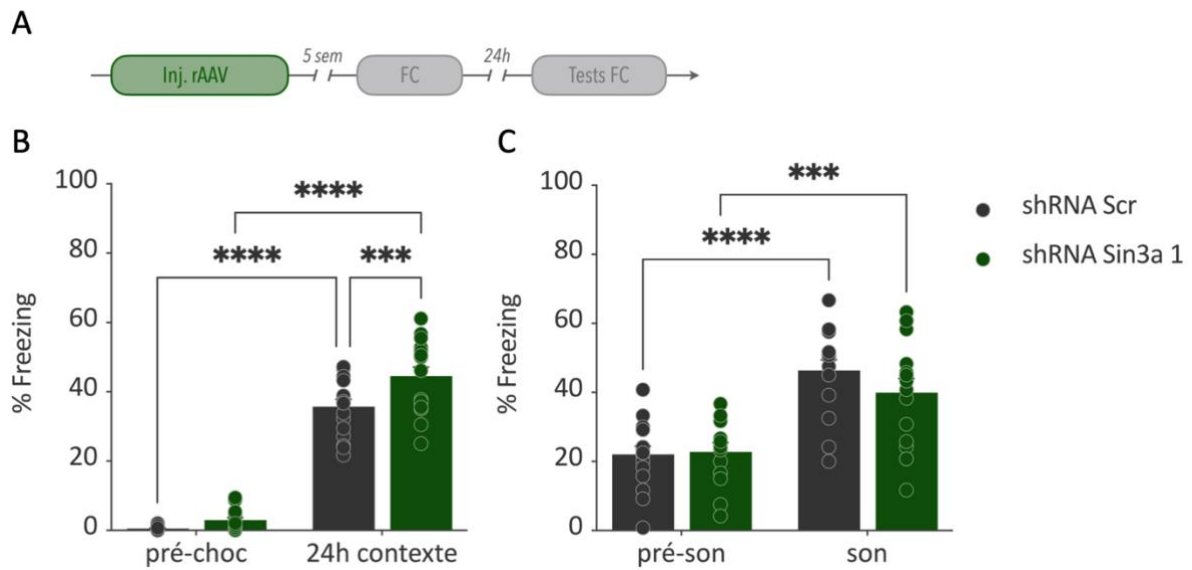 A
Inj. rAAV
5 sem
FC
24h
Tests FC
B
C
% Freezing
100
80
60
40
20
0
****
****
***
pré-choc
24h contexte
% Freezing
100
80
60
40
20
0
***
****
pré-son
son
shRNA Scr
shRNA Sin3a 1